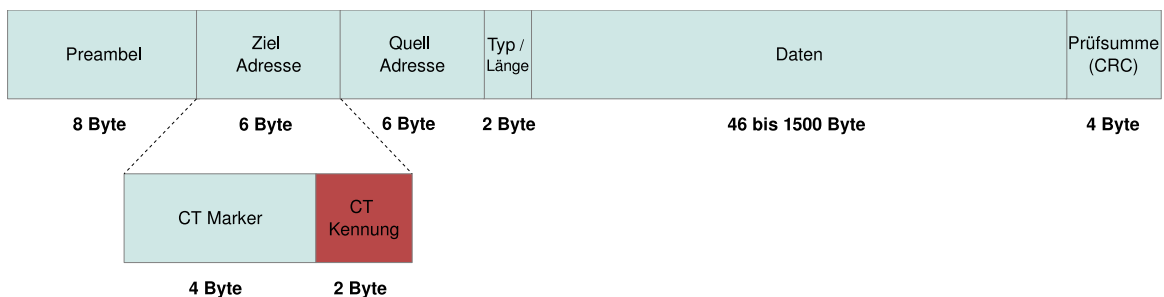 Preambel
Ziel
Adresse
Quell
Adresse
Typ /
Länge
Daten
Prüfsumme
(CRC)
8 Byte
6 Byte
6 Byte
2 Byte
46 bis 1500 Byte
4 Byte
CT Marker
CT
Kennung
4 Byte
2 Byte